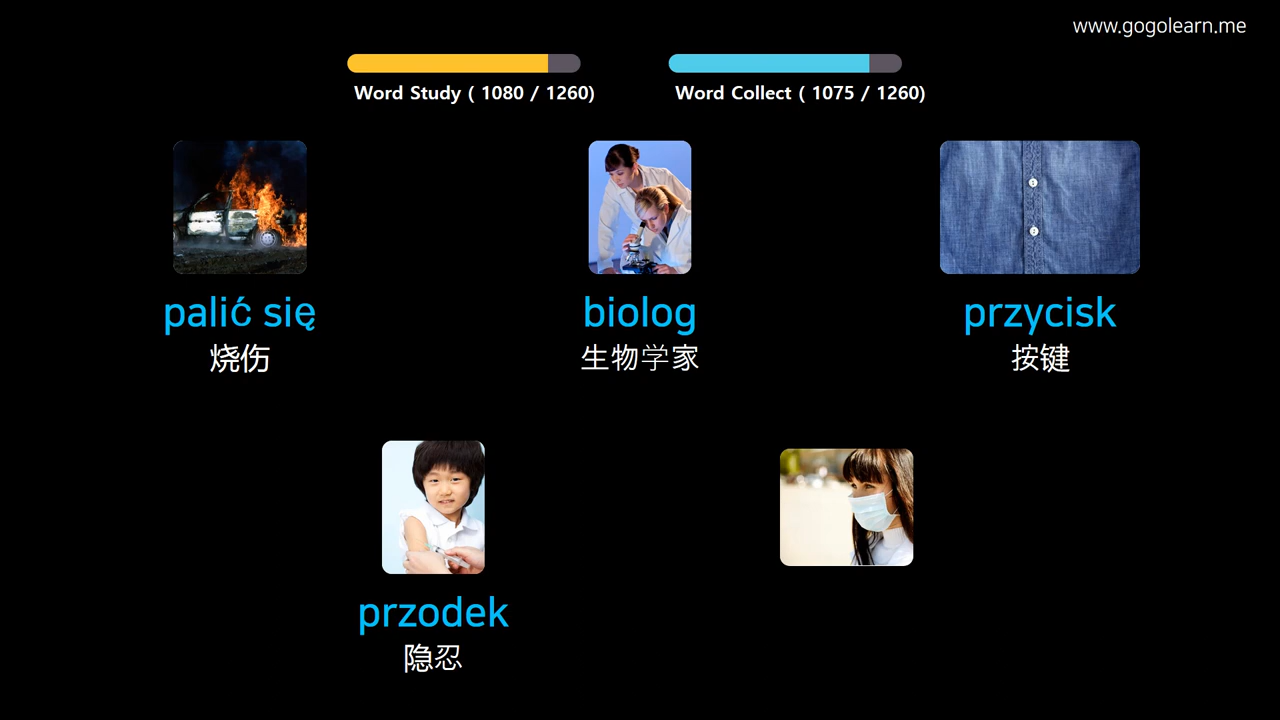 www.gogolearn.me
Word Study ( 1080 / 1260)
Word Collect ( 1075 / 1260)
palić się
烧伤
biolog
生物学家
przycisk
按键
przodek
隐忍